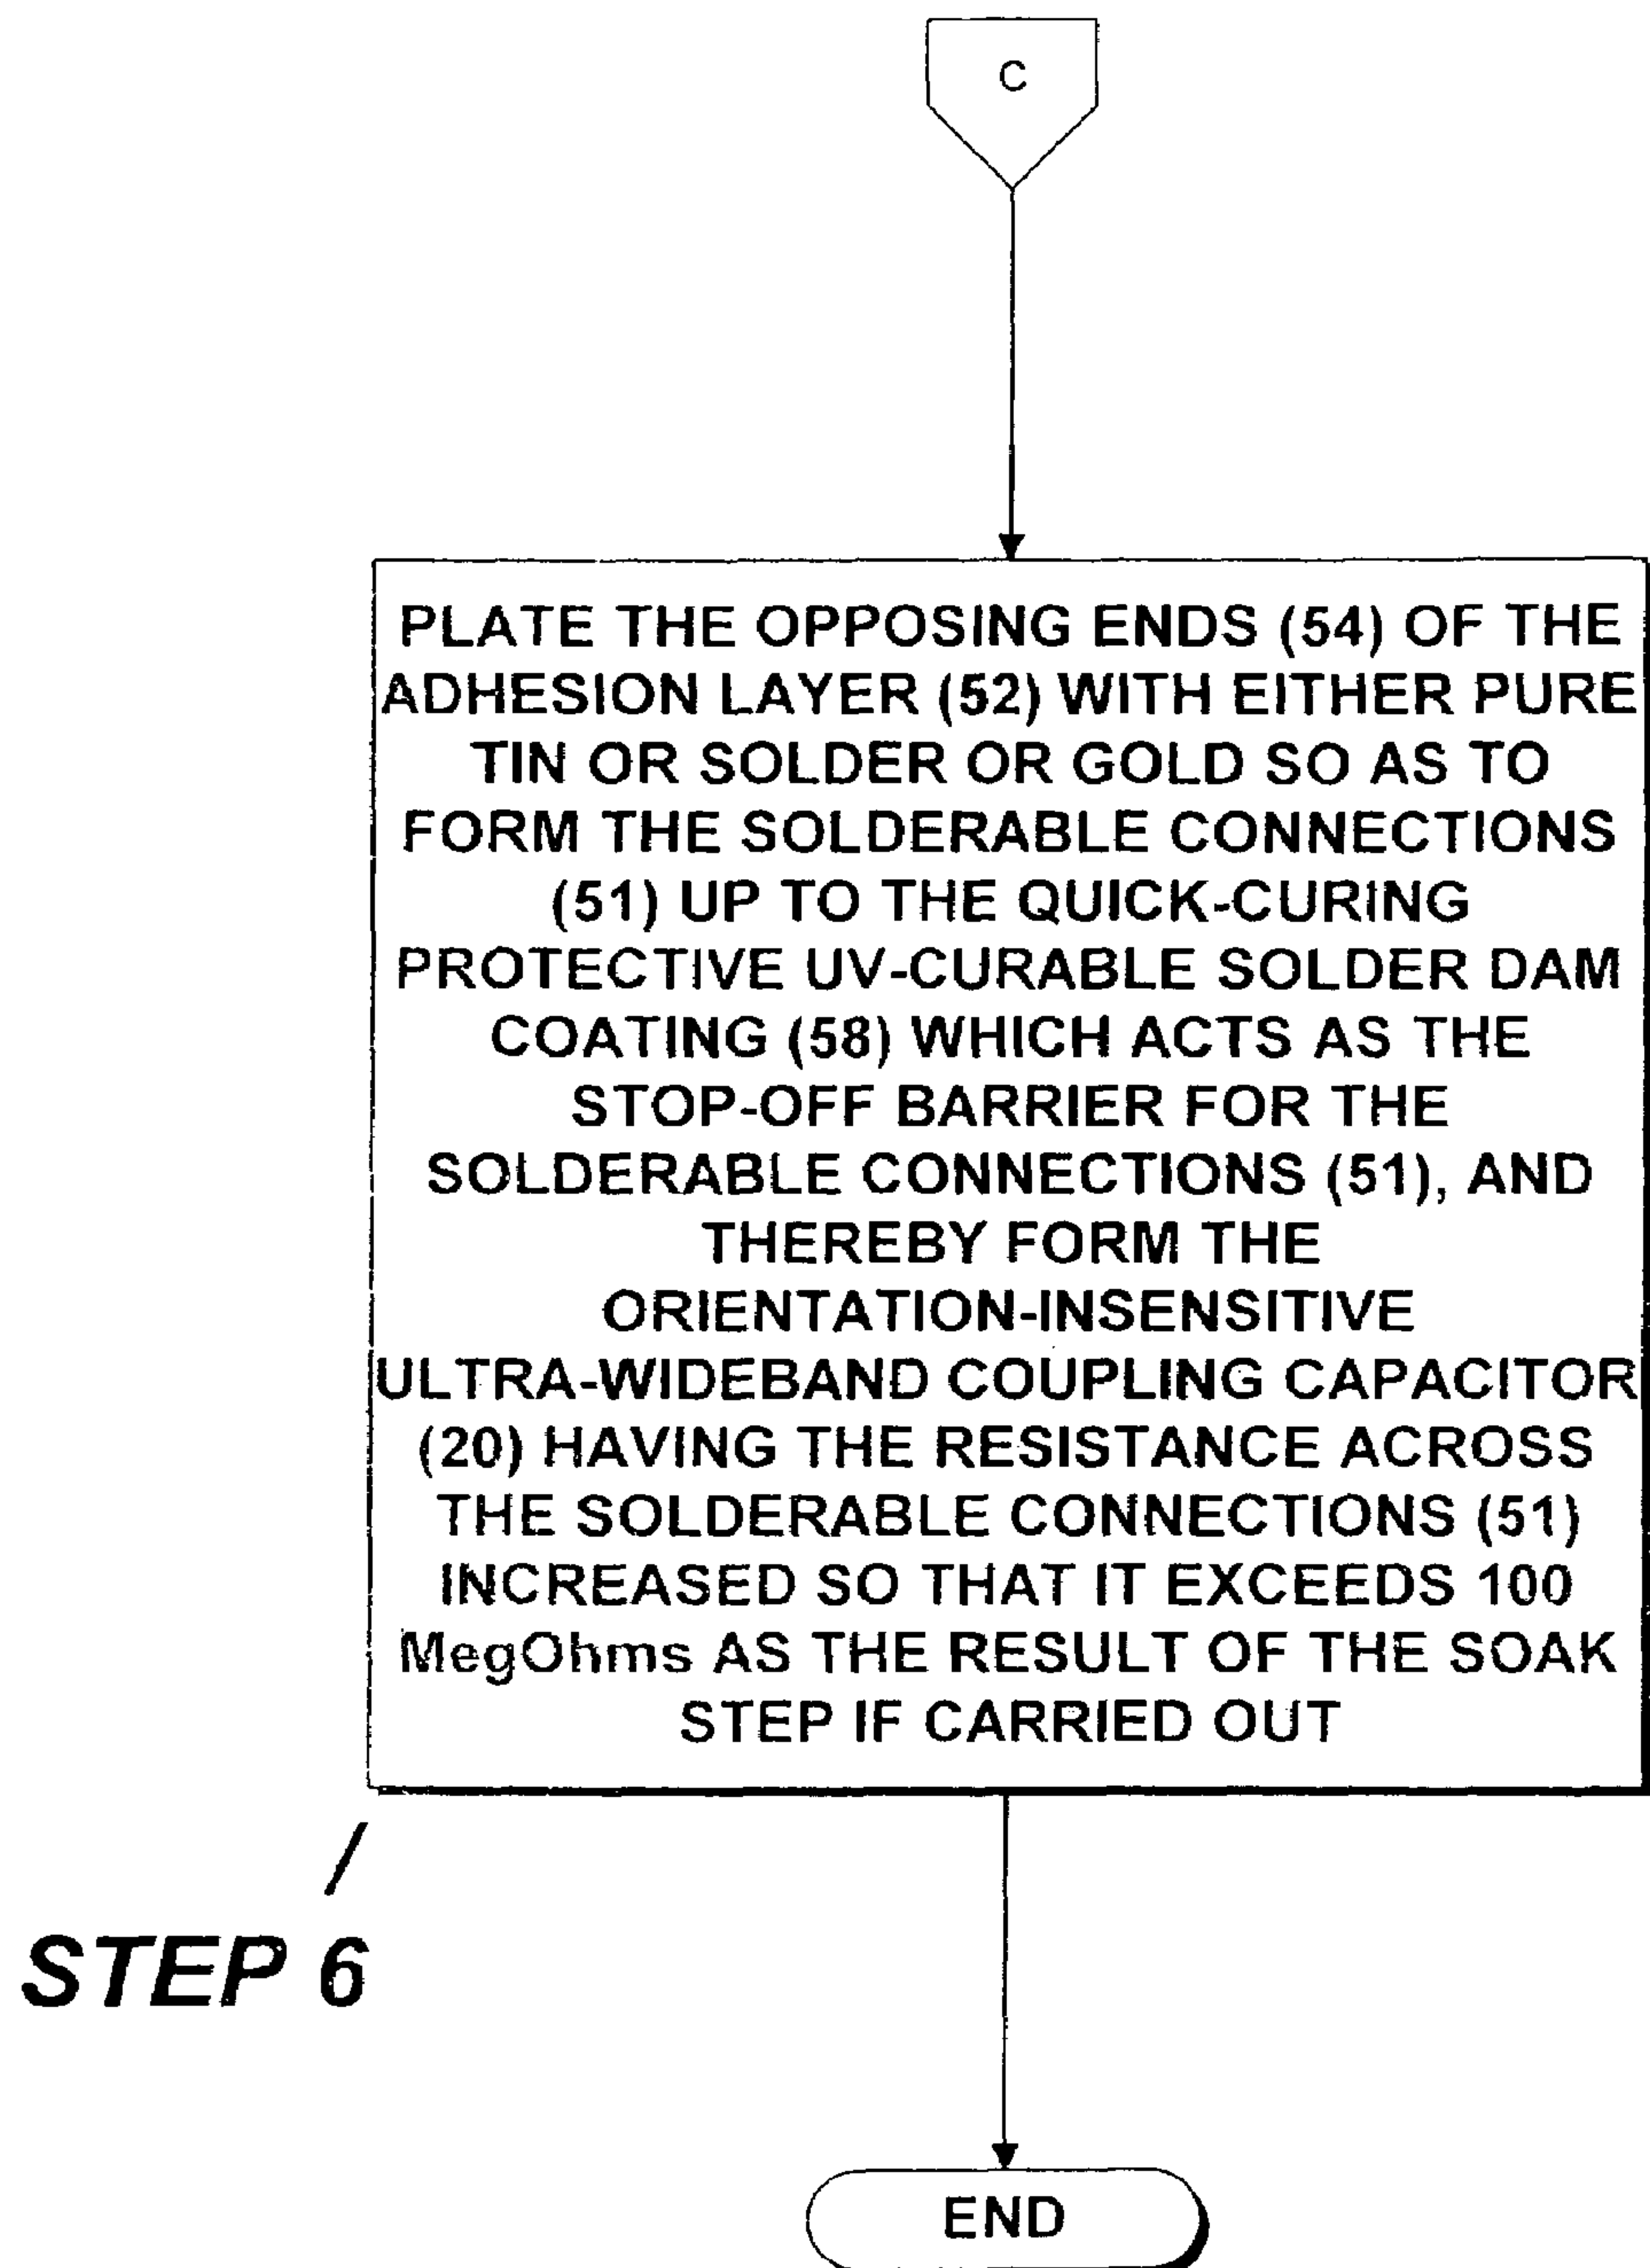 C
PLATE THE OPPOSING ENDS (54) OF THE
ADHESION LAYER (52) WITH EITHER PURE
TIN OR SOLDER OR GOLD SO AS TO
FORM THE SOLDERABLE CONNECTIONS
(51) UP TO THE QUICK-CURING
PROTECTIVE UV-CURABLE SOLDER DAM
COATING (58) WHICH ACTS AS THE
STOP-OFF BARRIER FOR THE
SOLDERABLE CONNECTIONS (51), AND
THEREBY FORM THE
ORIENTATION-INSENSITIVE
ULTRA-WIDEBAND COUPLING CAPACITOR
(20) HAVING THE RESISTANCE ACROSS
THE SOLDERABLE CONNECTIONS (51)
INCREASED SO THAT IT EXCEEDS 100
MegOhms AS THE RESULT OF THE SOAK
STEP IF CARRIED OUT
STEP 6
END